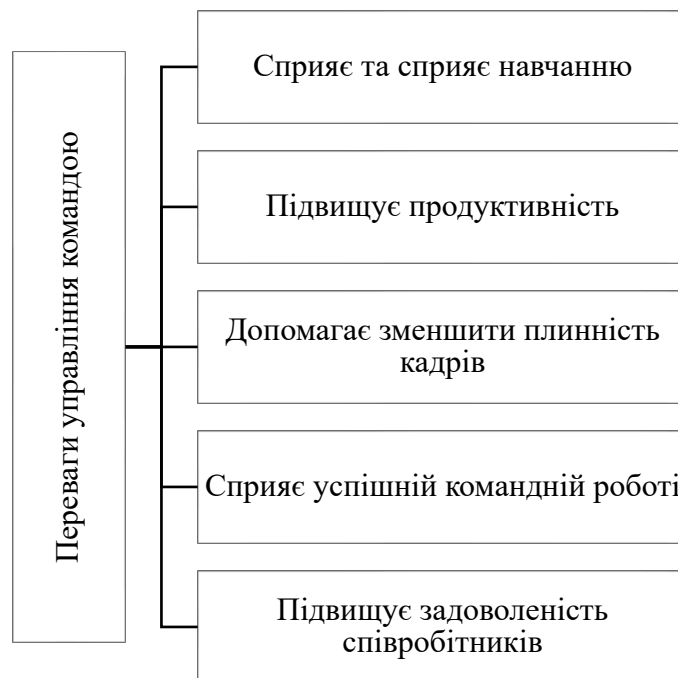 Переваги управління командою
Сприяє та сприяє навчанню
Підвищує продуктивність
Допомагає зменшити плинність
кадрів
Сприяє успішній командній роботі
Підвищує задоволеність
співробітників